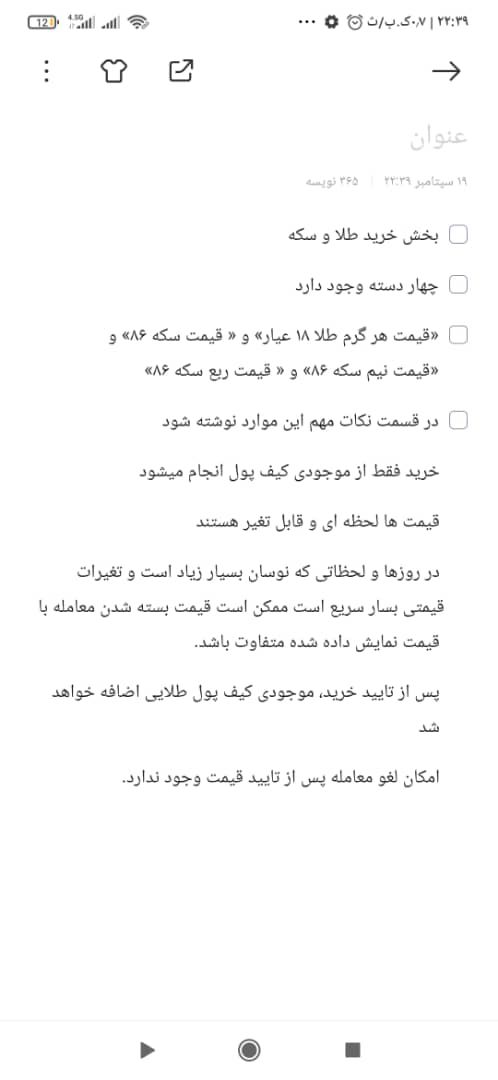 ۲۲:۳۹ | ۰٫۷ک.ب/ث ...
4.5G
12
عنوان
۱۹ سپتامبر ۲۲:۳۹ | ۳۶۵ نویسه
بخش خرید طلا و سکه
چهار دسته وجود دارد
«قیمت هر گرم طلا ۱۸ عیار» و « قیمت سکه ۸۶» و
«قیمت نیم سکه ۸۶» و « قیمت ربع سکه ۸۶»
در قسمت نکات مهم این موارد نوشته شود
خرید فقط از موجودی کیف پول انجام میشود
قیمت ها لحظه ای و قابل تغیر هستند
در روزها و لحظاتی که نوسان بسیار زیاد است و تغیرات
قیمتی بسار سریع است ممکن است قیمت بسته شدن معامله با
قیمت نمایش داده شده متفاوت باشد.
پس از تایید خرید، موجودی کیف پول طلایی اضافه خواهد
شد
امکان لغو معامله پس از تایید قیمت وجود ندارد.